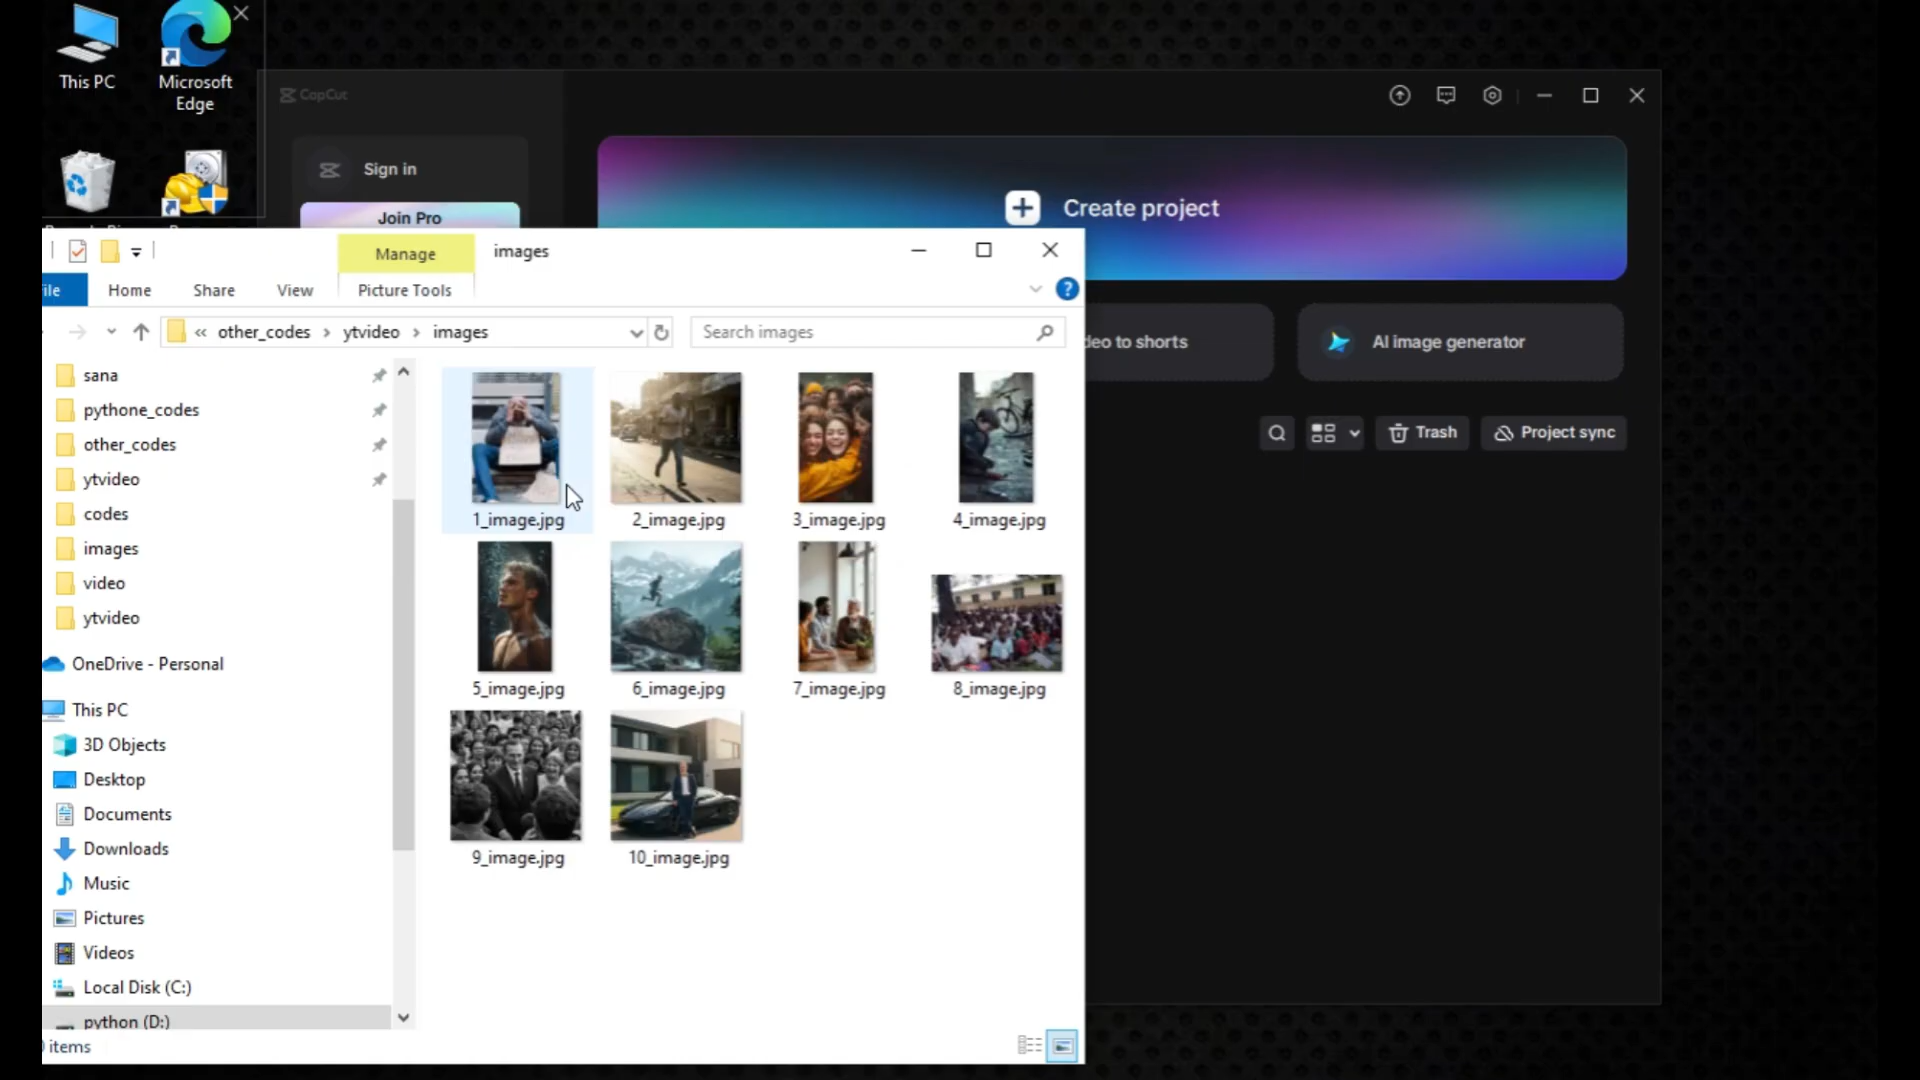 This PC
Microsoft
Edge
CapCut
Sign in
Join Pro
Create project
Manage
images
ile
Home
Share
View
Picture Tools
?
« other_codes › ytvideo › images
Search images
deo to shorts
AI image generator
Trash
Project sync
sana
pythone_codes
other_codes
ytvideo
codes
images
video
ytvideo
OneDrive - Personal
This PC
3D Objects
Desktop
Documents
Downloads
Music
Pictures
Videos
Local Disk (C:)
python (D:)
items
1_image.jpg
2_image.jpg
3_image.jpg
4_image.jpg
5_image.jpg
6_image.jpg
7_image.jpg
8_image.jpg
9_image.jpg
10_image.jpg